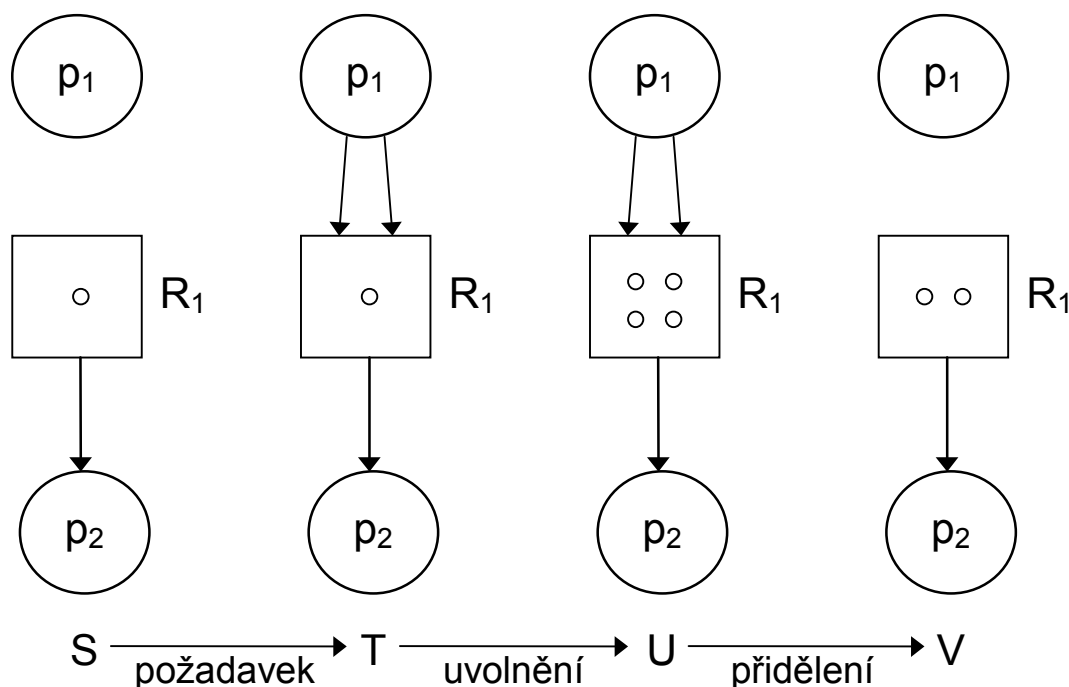 p₁ p₁ p₁ p₁
R₁ R₁ R₁ R₁
p₂ p₂ p₂ p₂
S požadavek T uvolnění U přidělení V